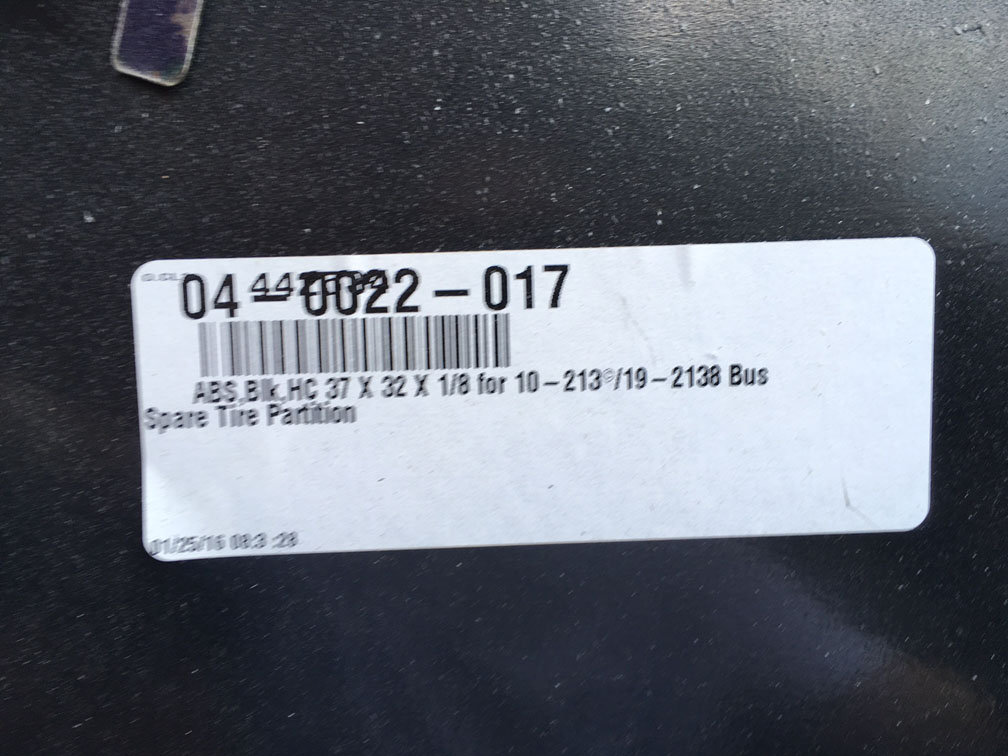 04-0022-017
ABS,Blk,HC 37 X 32 X 1/8 for Bus
Spare Tire Partition
01/25/16